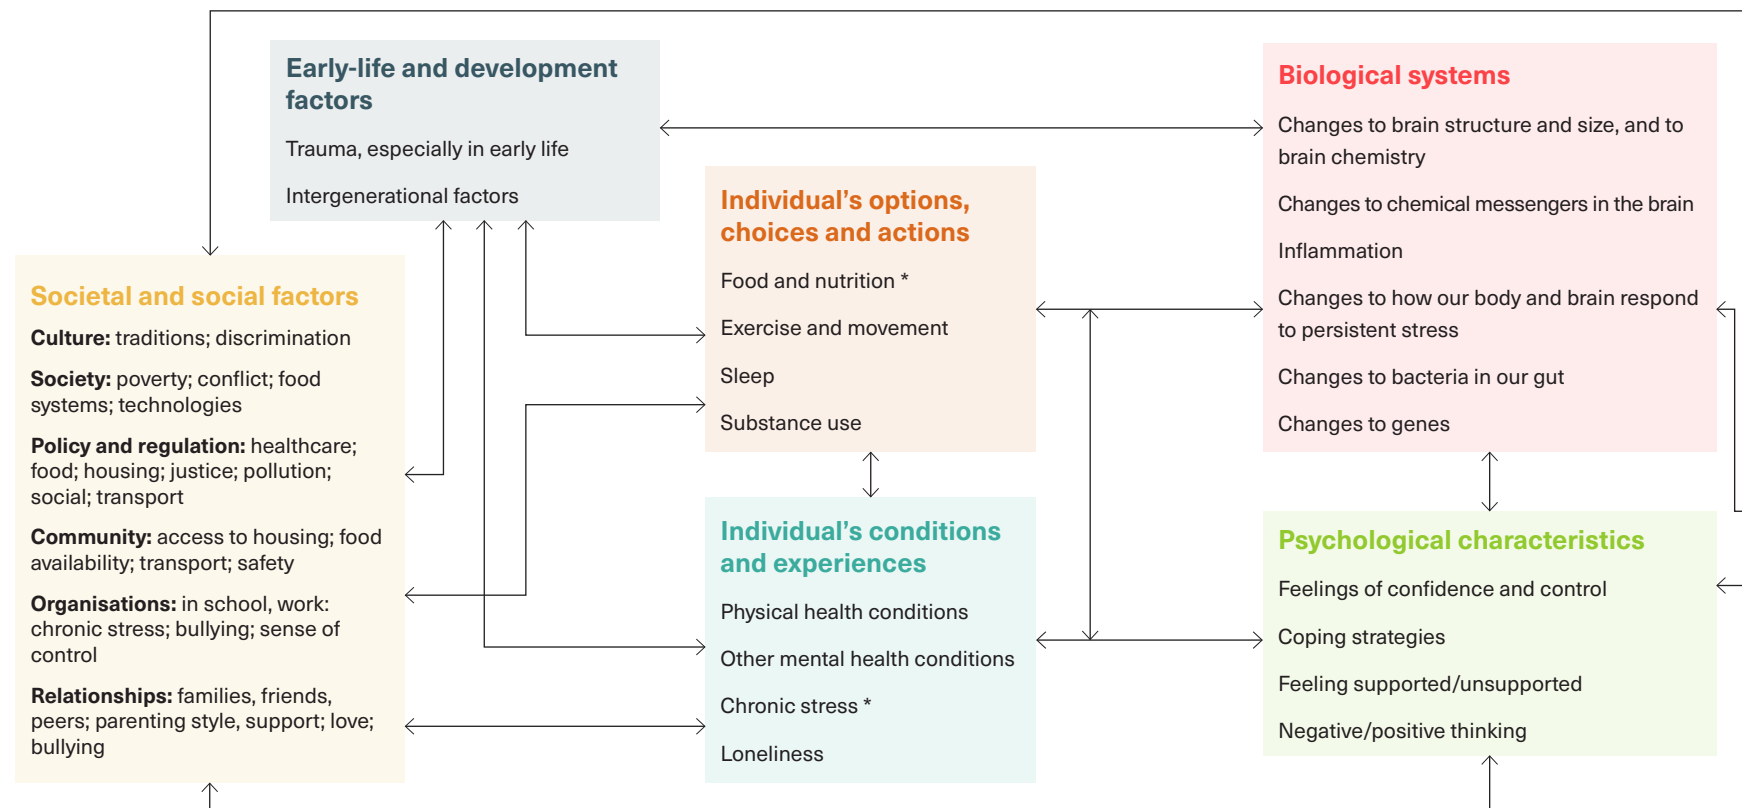 Early-life and development
factors
Trauma, especially in early life
Intergenerational factors
Societal and social factors
Culture: traditions; discrimination
Society: poverty; conflict; food
systems; technologies
Policy and regulation: healthcare;
food; housing; justice; pollution;
social; transport
Community: access to housing; food
availability; transport; safety
Organisations: in school, work:
chronic stress; bullying; sense of
control
Relationships: families, friends,
peers; parenting style, support; love;
bullying
Individual’s options,
choices and actions
Food and nutrition *
Exercise and movement
Sleep
Substance use
Individual’s conditions
and experiences
Physical health conditions
Other mental health conditions
Chronic stress *
Loneliness
Biological systems
Changes to brain structure and size, and to
brain chemistry
Changes to chemical messengers in the brain
Inflammation
Changes to how our body and brain respond
to persistent stress
Changes to bacteria in our gut
Changes to genes
Psychological characteristics
Feelings of confidence and control
Coping strategies
Feeling supported/unsupported
Negative/positive thinking